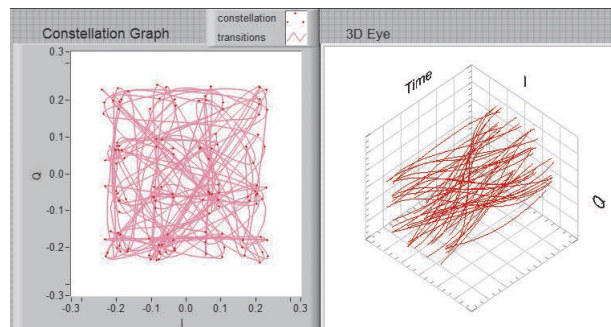 constellation
Constellation Graph
transitions
0.3
0.2
0.1
Q
0.0
-0.1
-0.2
-0.3
-0.3 -0.2 -0.1 0.0 0.1 0.2 0.3
I
3D Eye
Time
I
Q